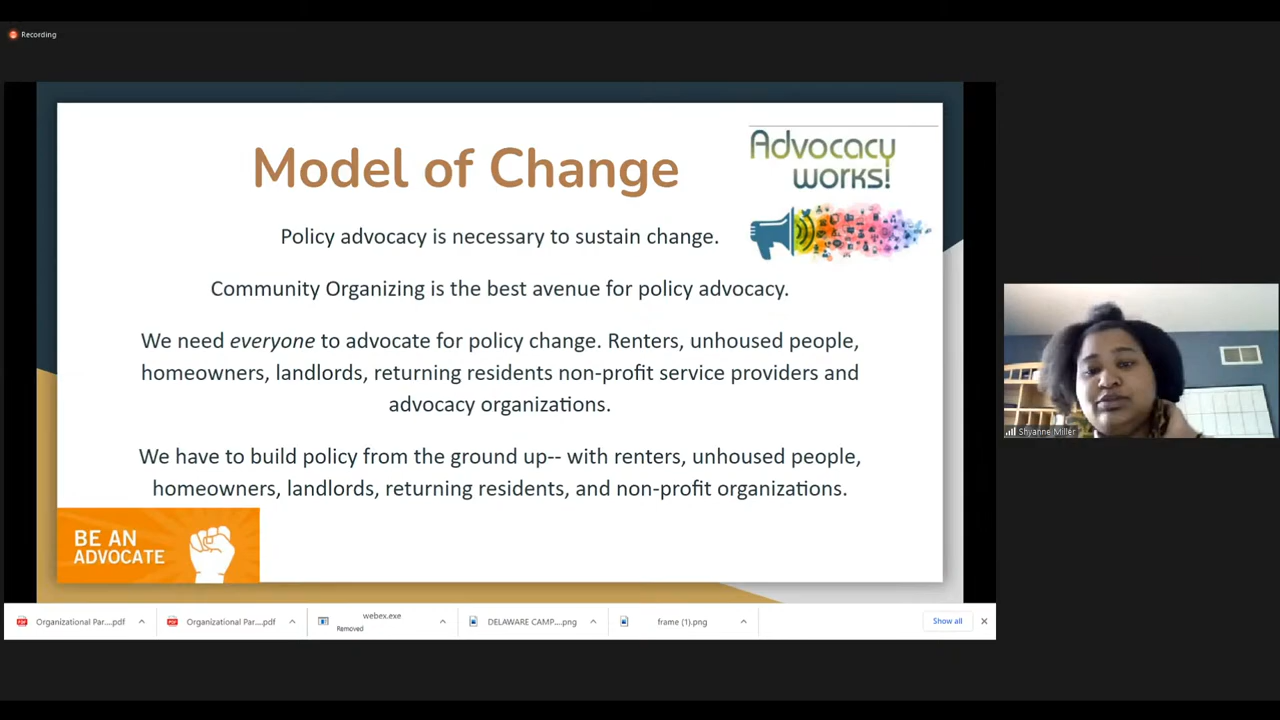 Recording
Advocacy
works!
Model of Change
Policy advocacy is necessary to sustain change.
Community Organizing is the best avenue for policy advocacy.
We need everyone to advocate for policy change. Renters, unhoused people,
homeowners, landlords, returning residents non-profit service providers and
advocacy organizations.
We have to build policy from the ground up-- with renters, unhoused people,
homeowners, landlords, returning residents, and non-profit organizations.
BE AN
ADVOCATE
Shyanne Miller
Organizational Par....pdf
Organizational Par....pdf
webex.exe
Removed
DELAWARE CAMP....png
frame (1).png
Show all